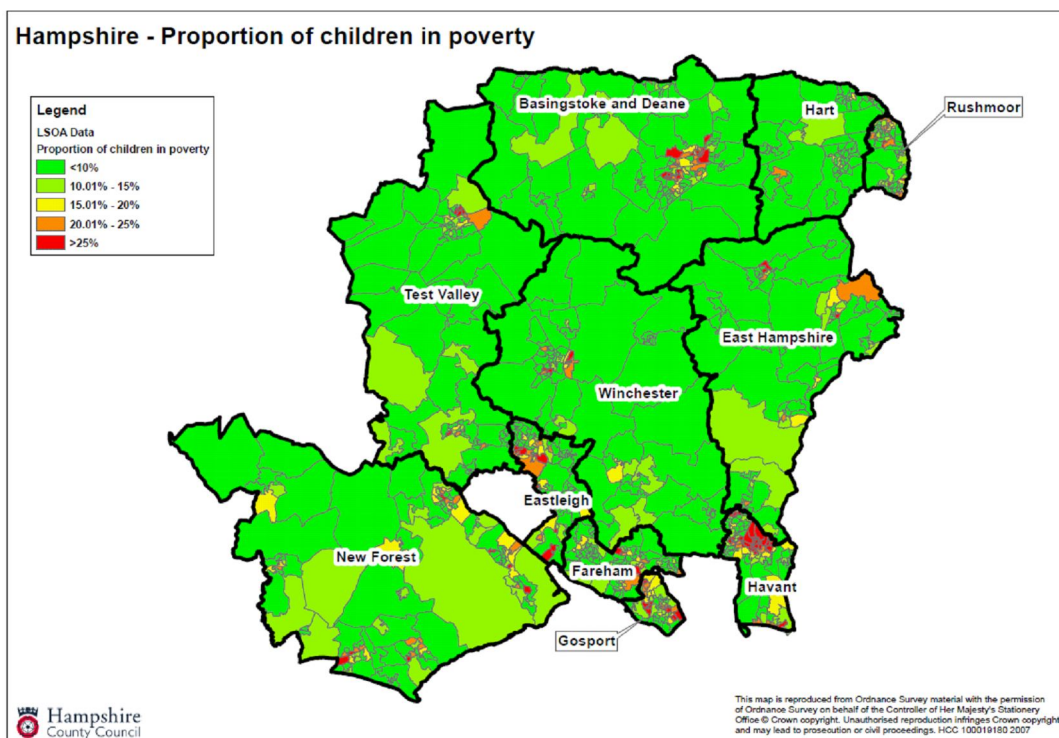 Hampshire - Proportion of children in poverty
Legend
LSOA Data
Proportion of children in poverty
<10%
10.01% - 15%
15.01% - 20%
20.01% - 25%
>25%
Basingstoke and Deane
Hart
Rushmoor
Test Valley
East Hampshire
Winchester
Eastleigh
New Forest
Fareham
Havant
Gosport
Hampshire
County Council
This map is reproduced from Ordnance Survey material with the permission
of Ordnance Survey on behalf of the Controller of Her Majesty's Stationery
Office © Crown copyright. Unauthorised reproduction infringes Crown copyright
and may lead to prosecution or civil proceedings. HCC 100019180 2007